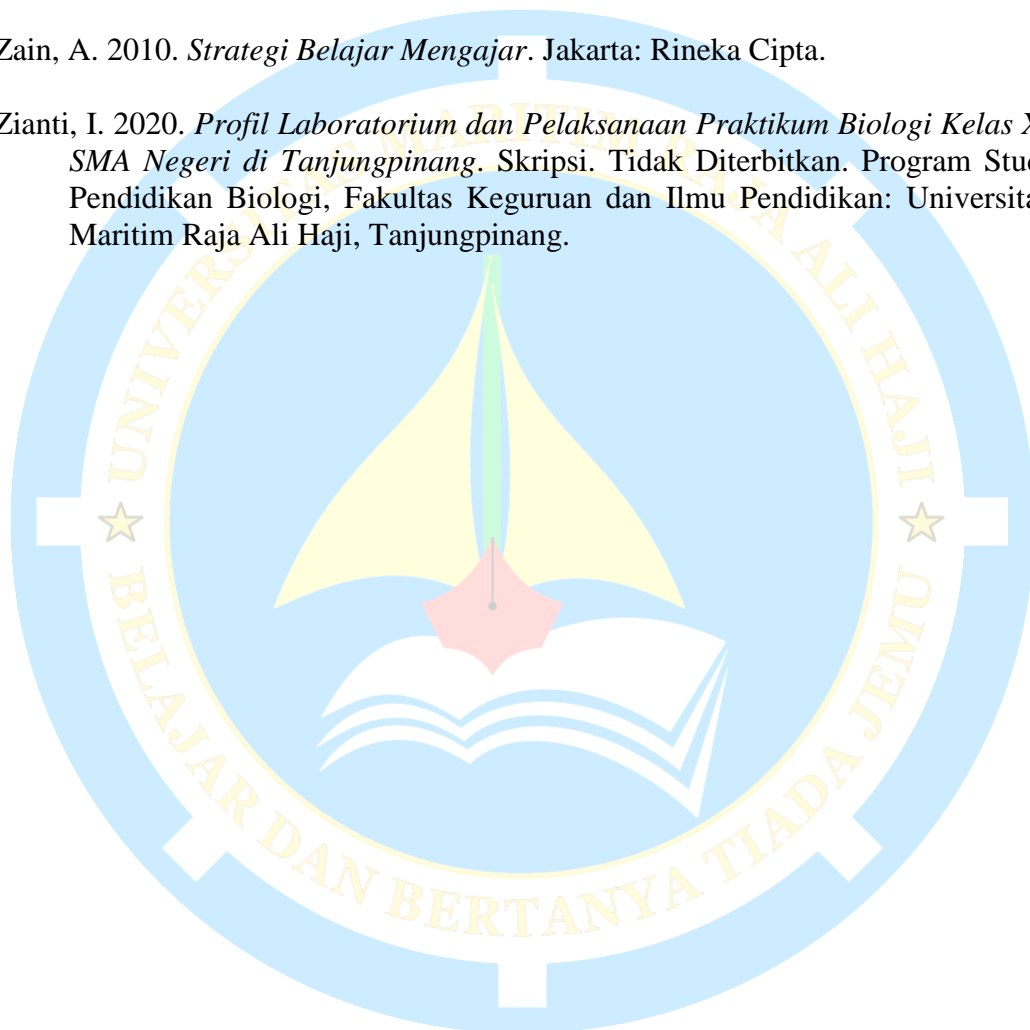 Zain, A. 2010. Strategi Belajar Mengajar. Jakarta: Rineka Cipta.
Zianti, I. 2020. Profil Laboratorium dan Pelaksanaan Praktikum Biologi Kelas X
SMA Negeri di Tanjungpinang. Skripsi. Tidak Diterbitkan. Program Stud
Pendidikan Biologi, Fakultas Keguruan dan Ilmu Pendidikan: Universita
Maritim Raja Ali Haji, Tanjungpinang.
UNIVERSITAS MARITIM RAJA ALI HAJI
BELAJAR DAN BERTANYA TIADA JEMU